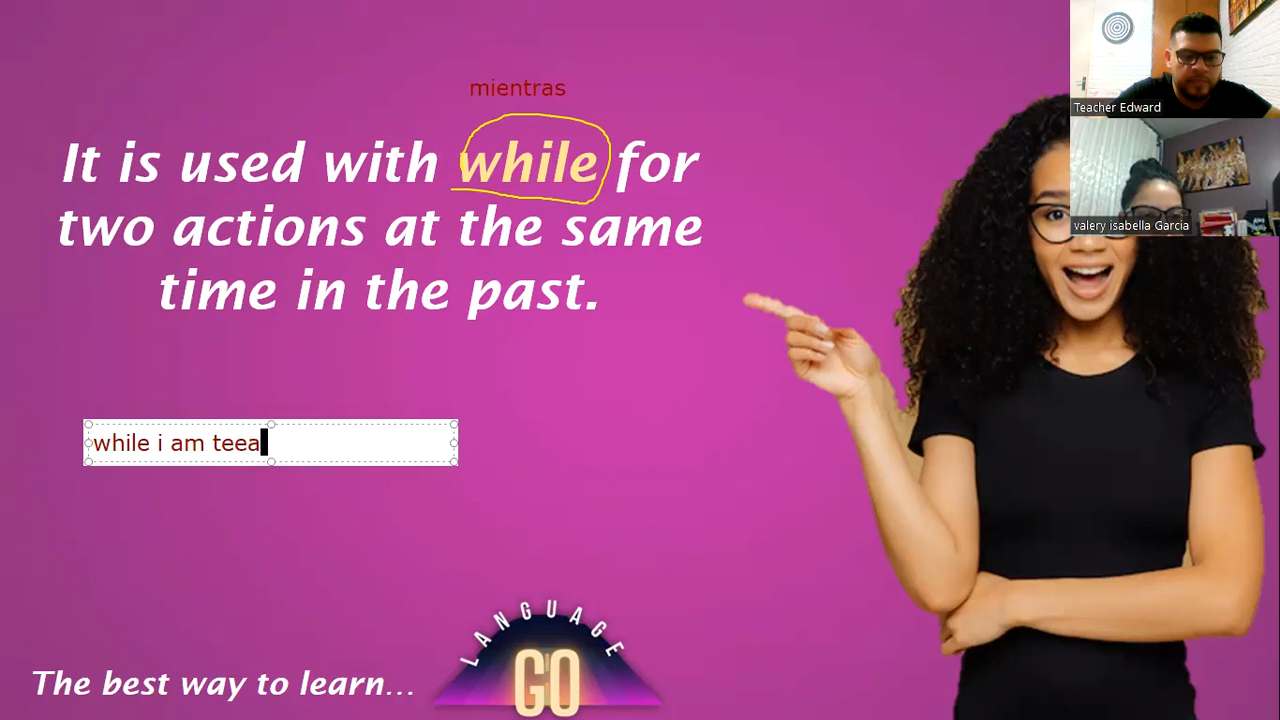 mientras
It is used with while for
two actions at the same
time in the past.
while i am teea
The best way to learn...
LANGUAGE
GO
Teacher Edward
valery isabella Garcia